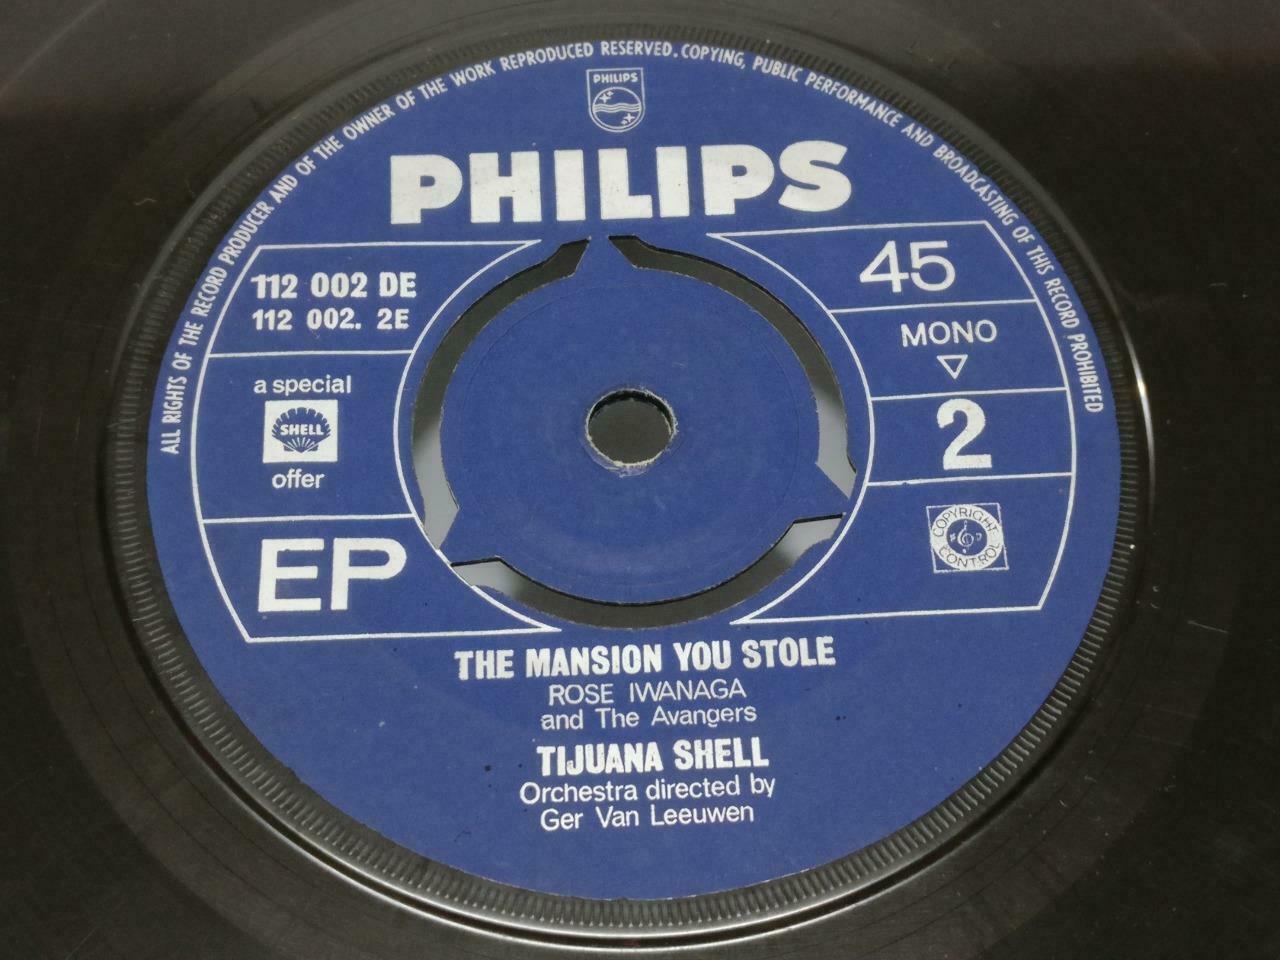 ALL RIGHTS OF THE RECORD PRODUCER AND OF THE OWNER OF THE WORK REPRODUCED RESERVED. COPYING, PUBLIC PERFORMANCE AND BROADCASTING OF THIS RECORD PROHIBITED
PHILIPS
PHILIPS
112 002 DE
112 002. 2E
a special
SHELL
offer
EP
45
MONO
2
COPYRIGHT
CONTROL
THE MANSION YOU STOLE
ROSE IWANAGA
and The Avangers
TIJUANA SHELL
Orchestra directed by
Ger Van Leeuwen